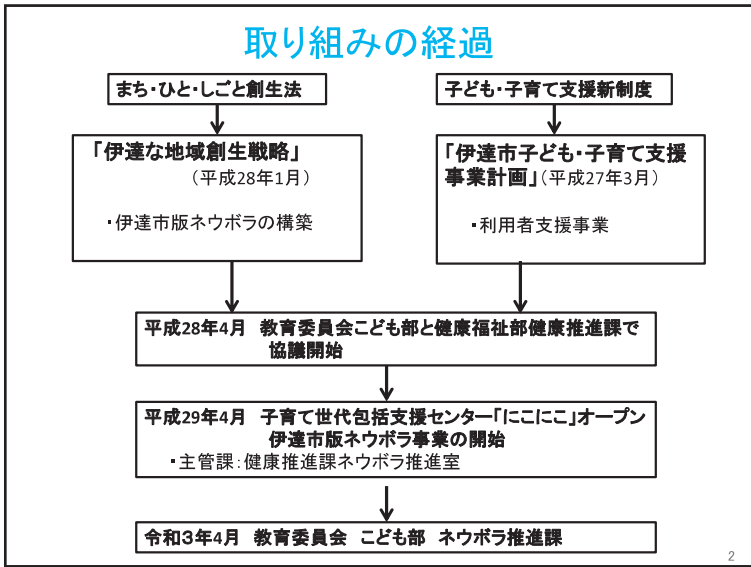 取り組みの経過
まち・ひと・しごと創生法
子ども・子育て支援新制度
「伊達な地域創生戦略」
（平成28年1月）
・伊達市版ネウボラの構築
「伊達市子ども・子育て支援
事業計画」（平成27年3月）
・利用者支援事業
平成28年4月　教育委員会こども部と健康福祉部健康推進課で
協議開始
平成29年4月　子育て世代包括支援センター「にこにこ」オープン
伊達市版ネウボラ事業の開始
・主管課：健康推進課ネウボラ推進室
令和３年4月　教育委員会　こども部　ネウボラ推進課
2